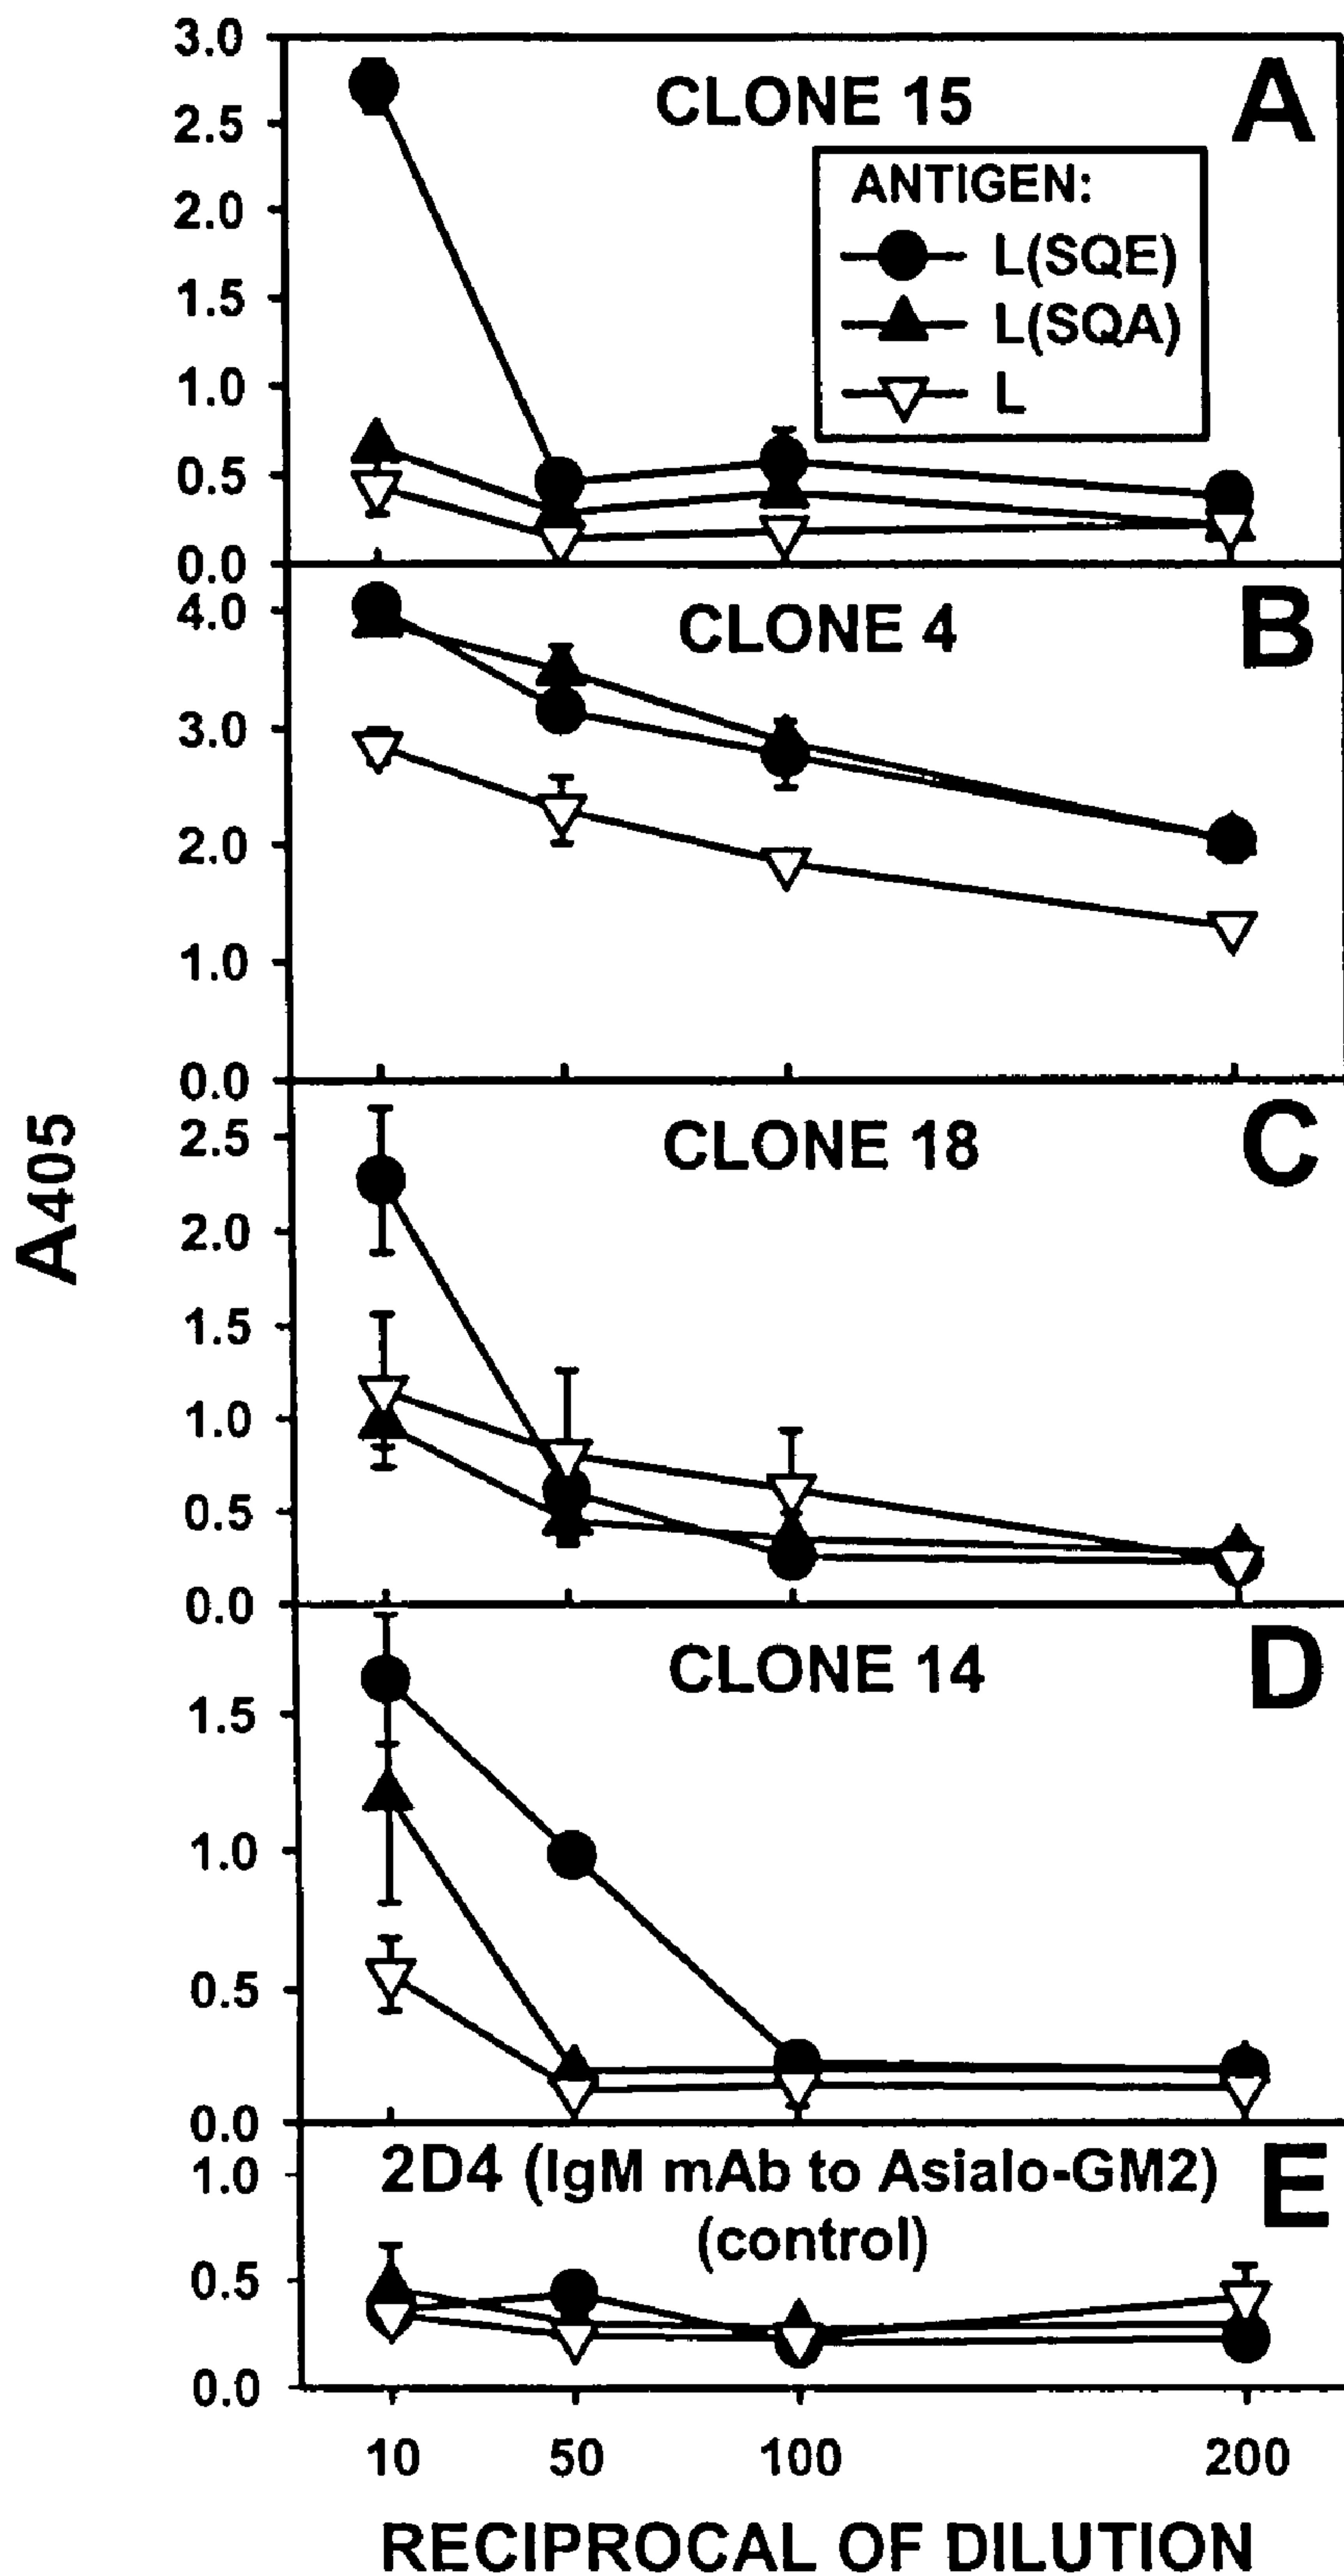 3.0
2.5
2.0
1.5
1.0
0.5
0.0
CLONE 15
A
ANTIGEN:
L(SQE)
L(SQA)
L
4.0
3.0
2.0
1.0
0.0
CLONE 4
B
2.5
2.0
1.5
1.0
0.5
0.0
CLONE 18
C
A405
1.5
1.0
0.5
0.0
CLONE 14
D
1.0
0.5
0.0
2D4 (IgM mAb to Asialo-GM2)
(control)
E
10 50 100 200
RECIPROCAL OF DILUTION